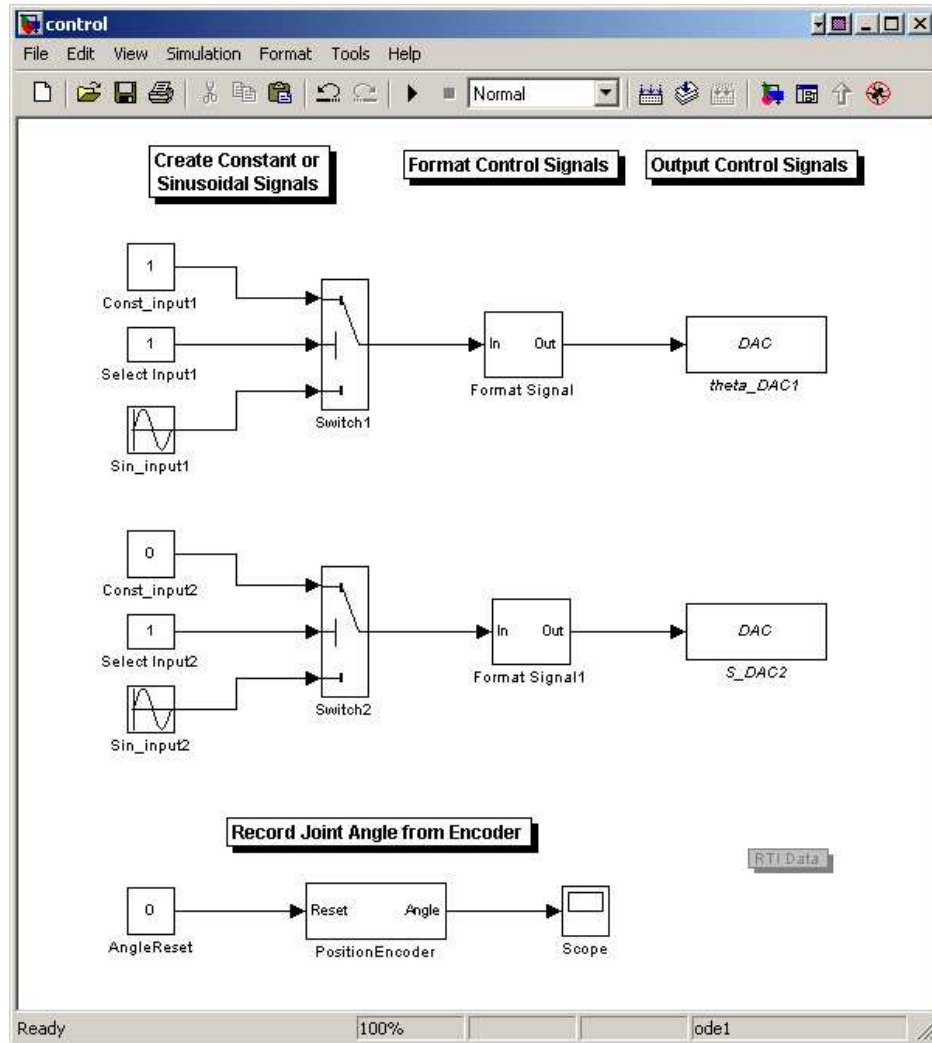 control
File Edit View Simulation Format Tools Help
Normal
Create Constant or
Sinusoidal Signals
Format Control Signals
Output Control Signals
1
Const_input1
1
Select Input1
Sin_input1
Switch1
In Out
Format Signal
DAC
theta_DAC1
0
Const_input2
1
Select Input2
Sin_input2
Switch2
In Out
Format Signal1
DAC
S_DAC2
Record Joint Angle from Encoder
RTI Data
0
AngleReset
Reset Angle
PositionEncoder
Scope
Ready 100% ode1